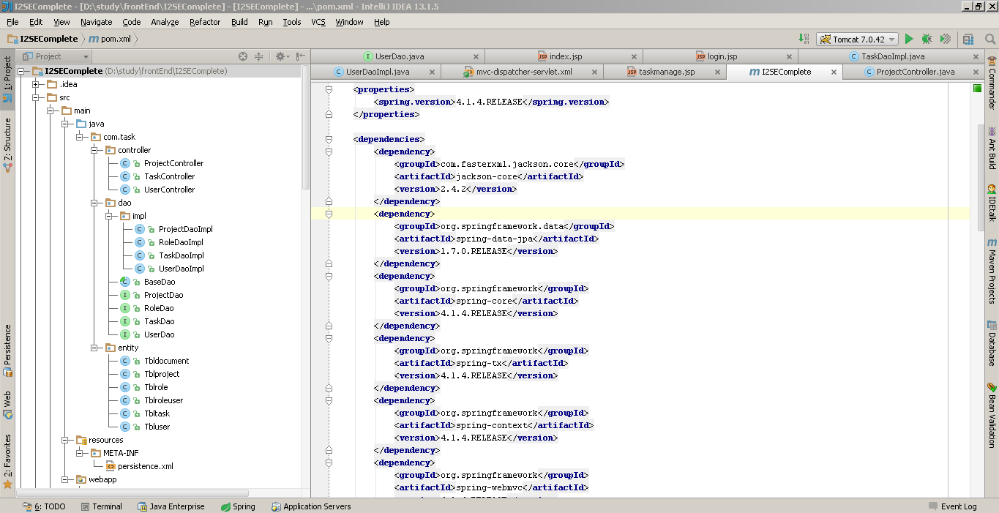 I2SEComplete - [D:\study\frontEnd\I2SEComplete] - [I2SEComplete] - ...\pom.xml - IntelliJ IDEA 13.1.5
File Edit View Navigate Code Analyze Refactor Build Run Tools VCS Window Help
I2SEComplete pom.xml Tomcat 7.0.42
Project
UserDao.java index.jsp login.jsp TaskDaoImpl.java
UserDaoImpl.java mvc-dispatcher-servlet.xml taskmanage.jsp I2SEComplete ProjectController.java
1: Project
Z: Structure
Persistence
Web
2: Favorites
I2SEComplete (D:\study\frontEnd\I2SEComplete)
.idea
src
main
java
com.task
controller
ProjectController
TaskController
UserController
dao
impl
ProjectDaoImpl
RoleDaoImpl
TaskDaoImpl
UserDaoImpl
BaseDao
ProjectDao
RoleDao
TaskDao
UserDao
entity
Tbldocument
Tblproject
Tblrole
Tblroleuser
Tbltask
Tbluser
resources
META-INF
persistence.xml
webapp
<properties>
<spring.version>4.1.4.RELEASE</spring.version>
</properties>
<dependencies>
<dependency>
<groupId>com.fasterxml.jackson.core</groupId>
<artifactId>jackson-core</artifactId>
<version>2.4.2</version>
</dependency>
<dependency>
<groupId>org.springframework.data</groupId>
<artifactId>spring-data-jpa</artifactId>
<version>1.7.0.RELEASE</version>
</dependency>
<dependency>
<groupId>org.springframework</groupId>
<artifactId>spring-core</artifactId>
<version>4.1.4.RELEASE</version>
</dependency>
<dependency>
<groupId>org.springframework</groupId>
<artifactId>spring-tx</artifactId>
<version>4.1.4.RELEASE</version>
</dependency>
<dependency>
<groupId>org.springframework</groupId>
<artifactId>spring-context</artifactId>
<version>4.1.4.RELEASE</version>
</dependency>
<dependency>
<groupId>org.springframework</groupId>
<artifactId>spring-webmvc</artifactId>
Commander
Ant Build
IDEtalk
Maven Projects
Database
Bean Validation
6: TODO Terminal Java Enterprise Spring Application Servers Event Log